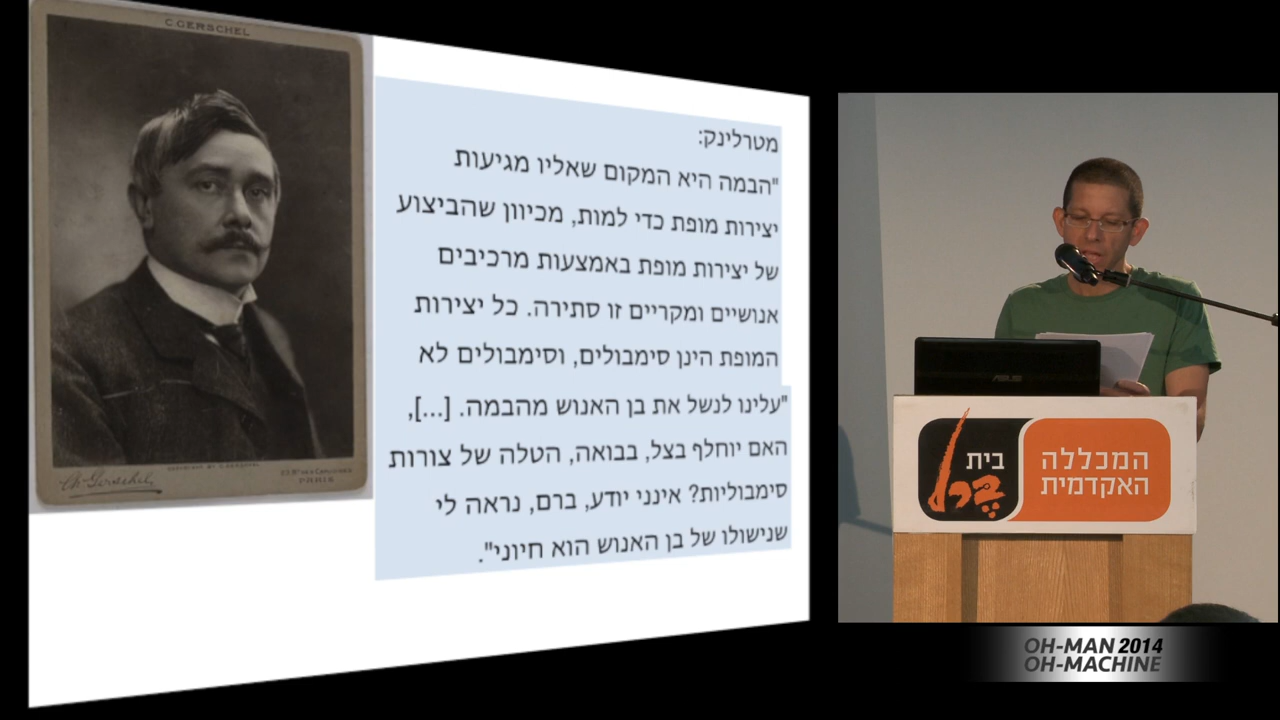 C. GERSCHEL
מטרלינק:
"הבמה היא המקום שאליו מגיעות
יצירות מופת כדי למות, מכיוון שהביצוע
של יצירות מופת באמצעות מרכיבים
אנושיים ומקריים זו סתירה. כל יצירות
המופת הינן סימבולים, וסימבולים לא
"עלינו לנשל את בן האנוש מהבמה. [...],
האם יוחלף בצל, בבואה, הטלה של צורות
סימבוליות? אינני יודע, ברם, נראה לי
שנישולו של בן האנוש הוא חיוני".
Ch. Gerschel
PARIS
ASUS
המכללה
האקדמית
בית
ברל
OH-MAN 2014
OH-MACHINE